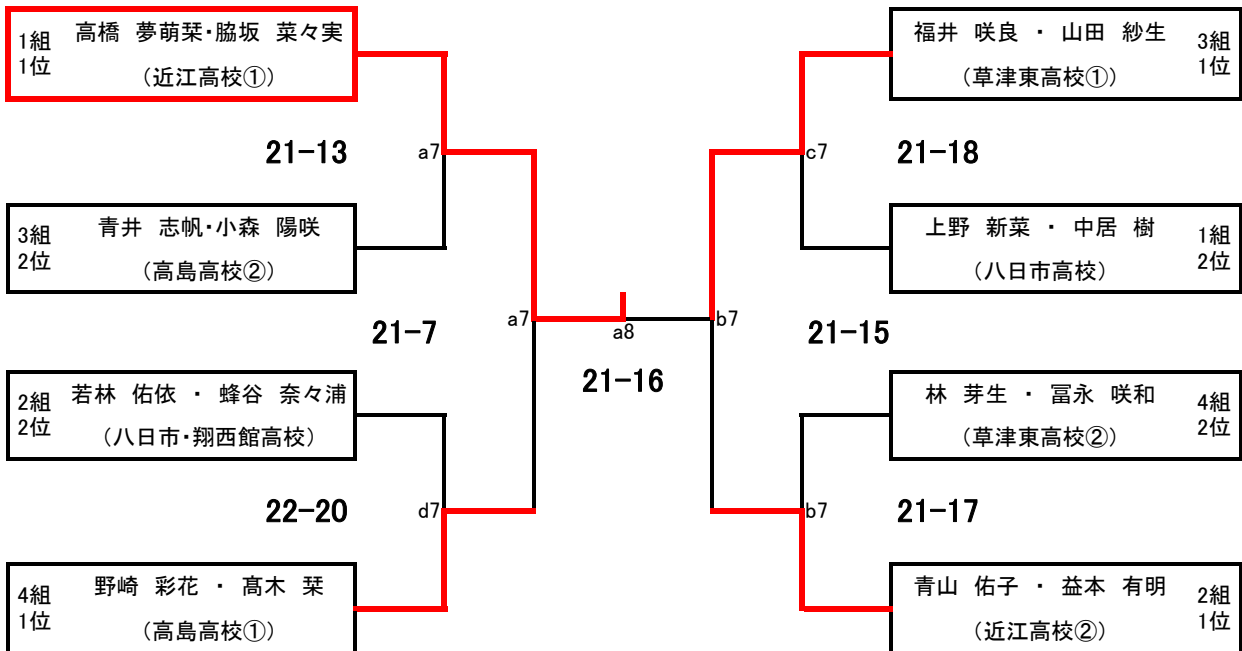 1組
1位
高橋 夢萌栞・脇坂 菜々実
（近江高校①）
福井 咲良 ・ 山田 紗生
（草津東高校①）
3組
1位
21-13
a7
c7
21-18
3組
2位
青井 志帆・小森 陽咲
（高島高校②）
上野 新菜 ・ 中居 樹
（八日市高校）
1組
2位
21-7
a7
a8
b7
21-15
21-16
2組
2位
若林 佑依 ・ 蜂谷 奈々浦
（八日市・翔西館高校）
林 芽生 ・ 冨永 咲和
（草津東高校②）
4組
2位
22-20
d7
b7
21-17
4組
1位
野崎 彩花 ・ 髙木 栞
（高島高校①）
青山 佑子 ・ 益本 有明
（近江高校②）
2組
1位